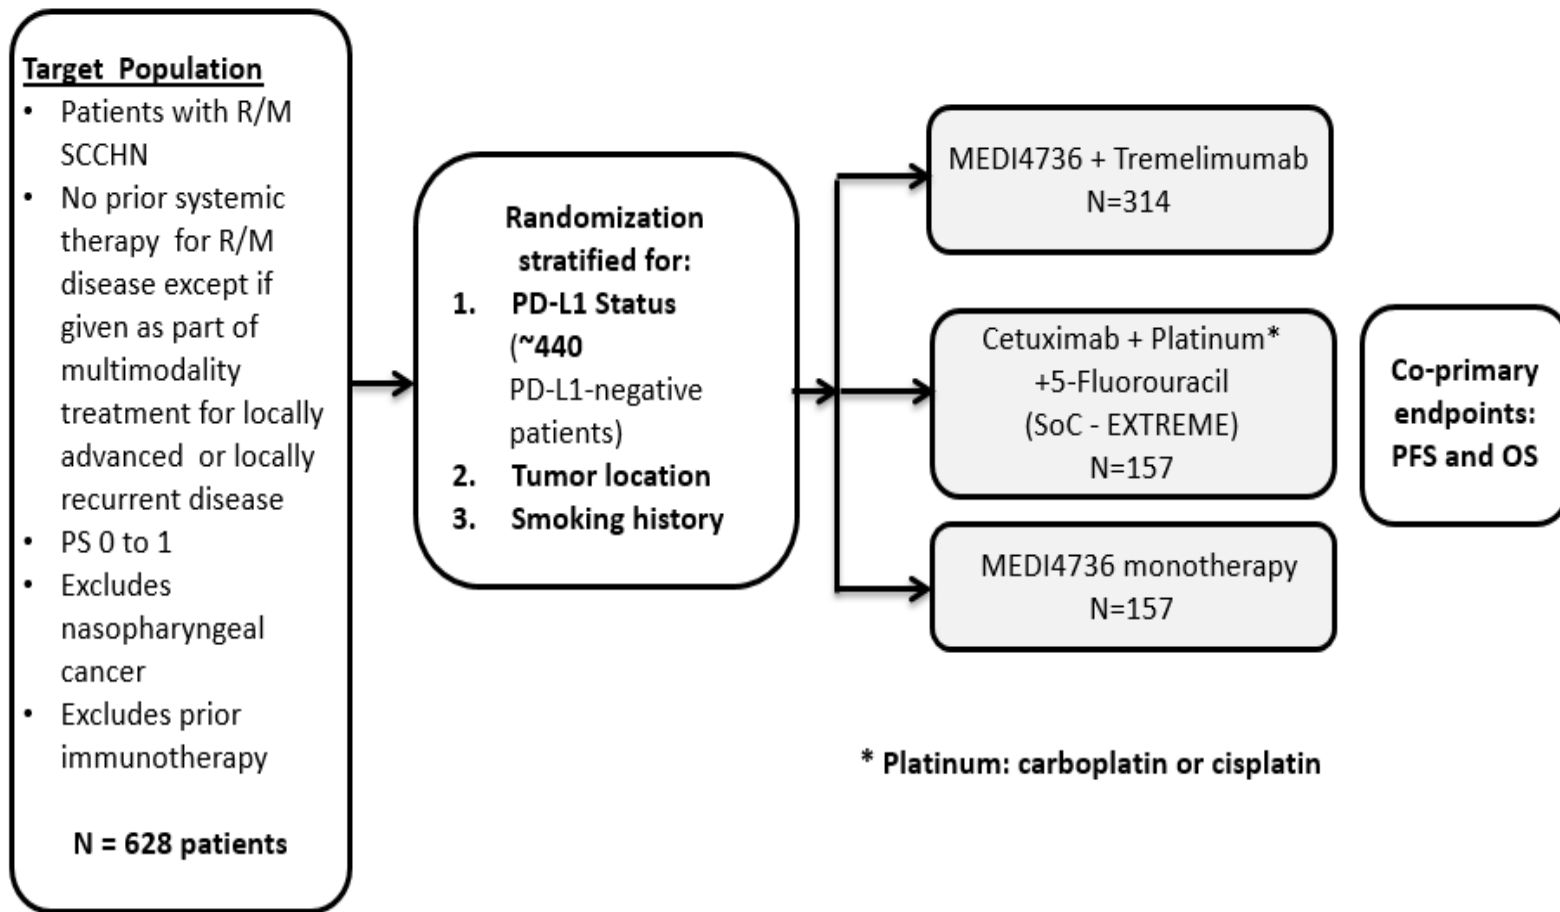 Target Population
• Patients with R/M
SCCHN
• No prior systemic
therapy for R/M
disease except if
given as part of
multimodality
treatment for locally
advanced or locally
recurrent disease
• PS 0 to 1
• Excludes
nasopharyngeal
cancer
• Excludes prior
immunotherapy
N = 628 patients
Randomization
stratified for:
1. PD-L1 Status
(~440
PD-L1-negative
patients)
2. Tumor location
3. Smoking history
MEDI4736 + Tremelimumab
N=314
Cetuximab + Platinum*
+5-Fluorouracil
(SoC - EXTREME)
N=157
MEDI4736 monotherapy
N=157
Co-primary
endpoints:
PFS and OS
* Platinum: carboplatin or cisplatin